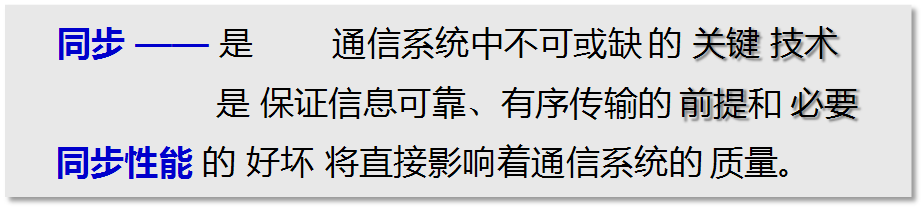 同步 —— 是 通信系统中不可或缺的 关键 技术
是 保证信息可靠、有序传输的 前提和 必要
同步性能 的 好坏 将直接影响着通信系统的 质量。